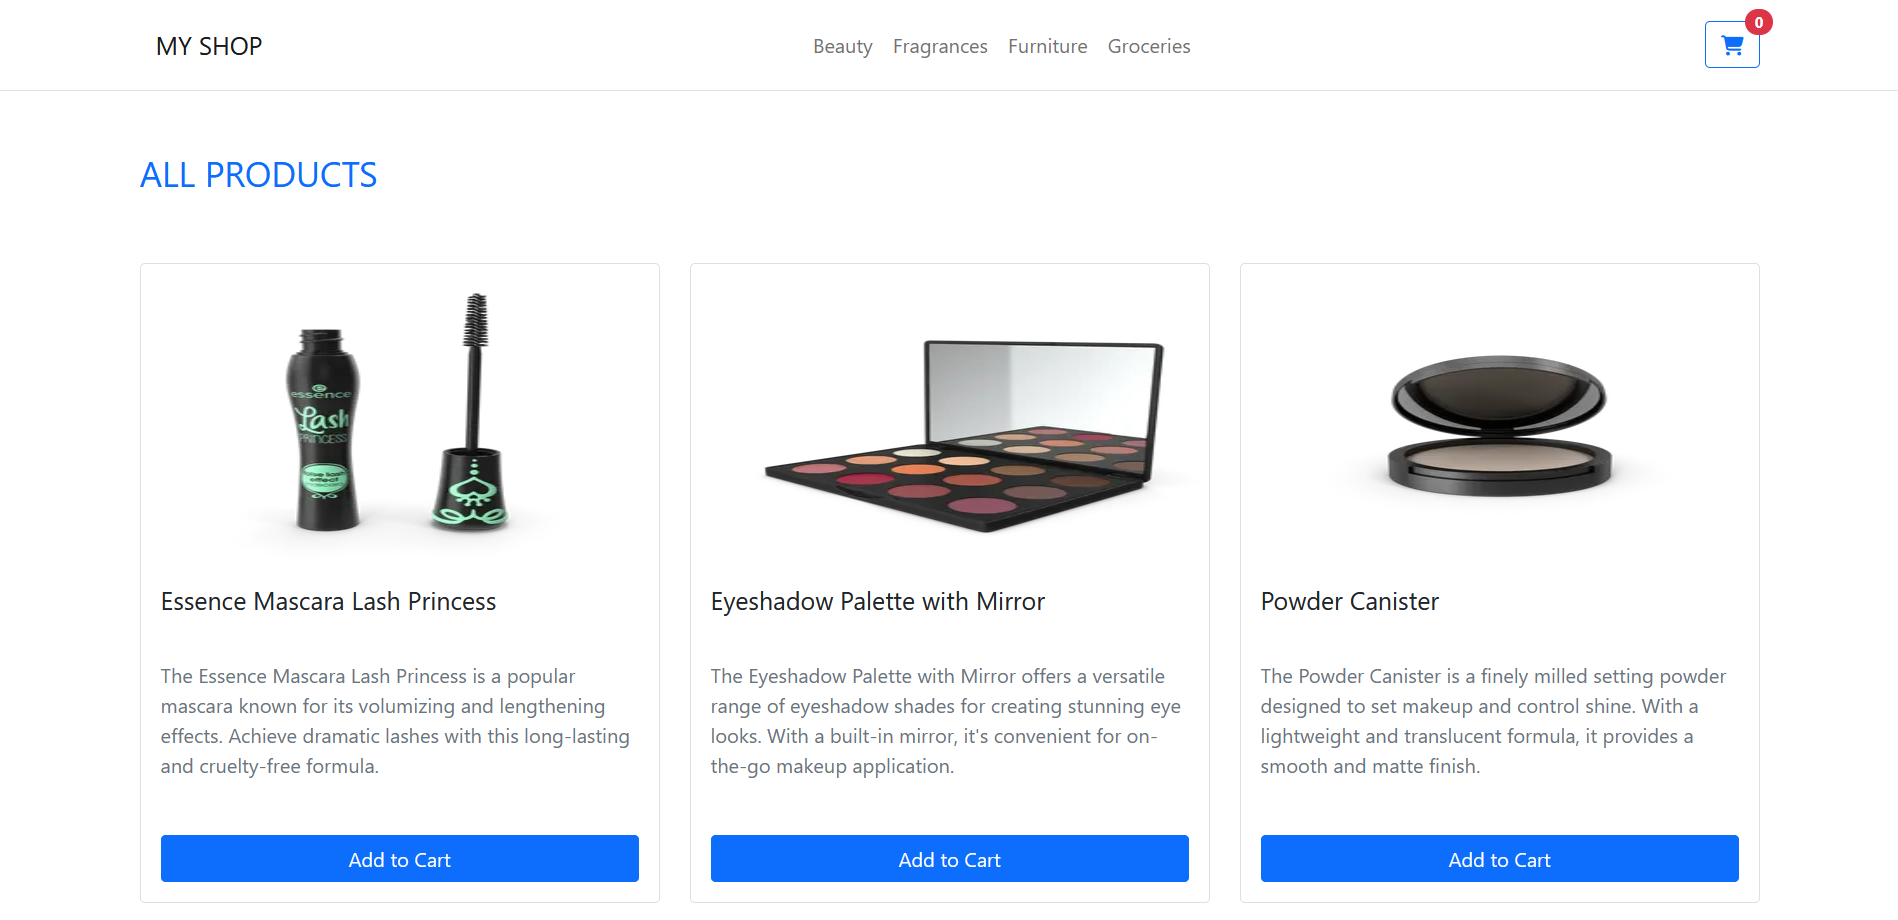 MY SHOP
Beauty Fragrances Furniture Groceries
0
ALL PRODUCTS
essence
Lash
PRINCESS
false lash
effect
Essence Mascara Lash Princess
The Essence Mascara Lash Princess is a popular
mascara known for its volumizing and lengthening
effects. Achieve dramatic lashes with this long-lasting
and cruelty-free formula.
Add to Cart
Eyeshadow Palette with Mirror
The Eyeshadow Palette with Mirror offers a versatile
range of eyeshadow shades for creating stunning eye
looks. With a built-in mirror, it's convenient for on-
the-go makeup application.
Add to Cart
Powder Canister
The Powder Canister is a finely milled setting powder
designed to set makeup and control shine. With a
lightweight and translucent formula, it provides a
smooth and matte finish.
Add to Cart